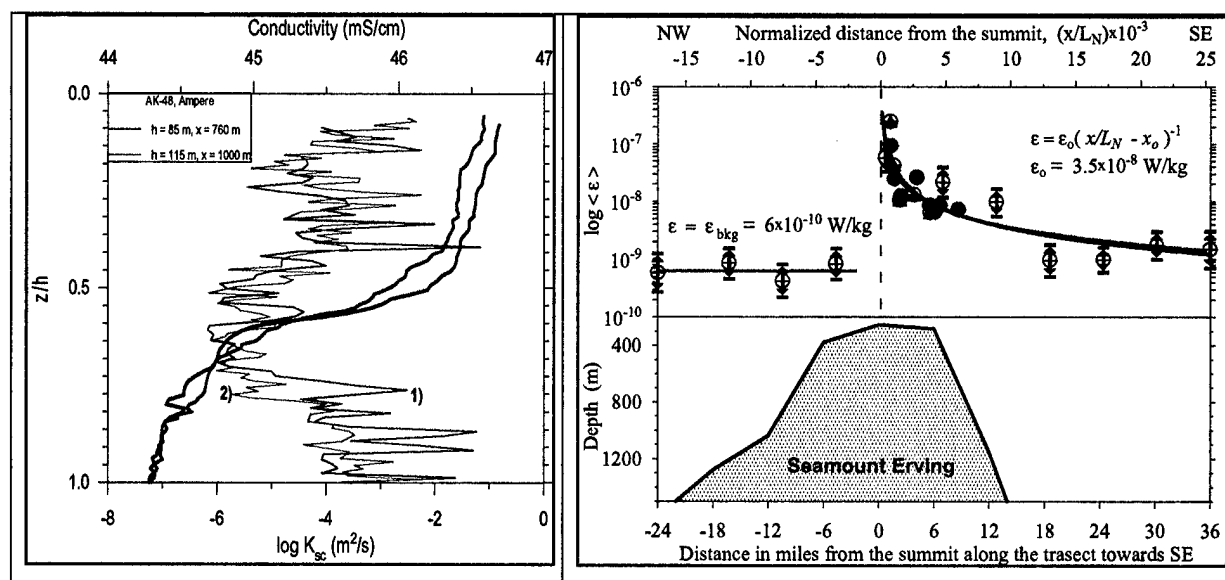 Conductivity (mS/cm)
44 45 46 47
0.0
AK-48, Ampere
h = 85 m, x = 760 m
h = 115 m, x = 1000 m
z/h
0.5
2) 1)
1.0
-8 -6 -4 -2 0
log K_sc (m²/s)
NW Normalized distance from the summit, (x/L_N)×10⁻³ SE
-15 -10 -5 0 5 10 15 20 25
10⁻⁶
10⁻⁷
ε = ε_o( x/L_N - x_o )⁻¹
ε_o = 3.5×10⁻⁸ W/kg
log < ε >
10⁻⁸
ε = ε_bkg = 6×10⁻¹⁰ W/kg
10⁻⁹
10⁻¹⁰
400
Depth (m)
800
1200
Seamount Erving
-24 -18 -12 -6 0 6 12 18 24 30 36
Distance in miles from the summit along the trasect towards SE